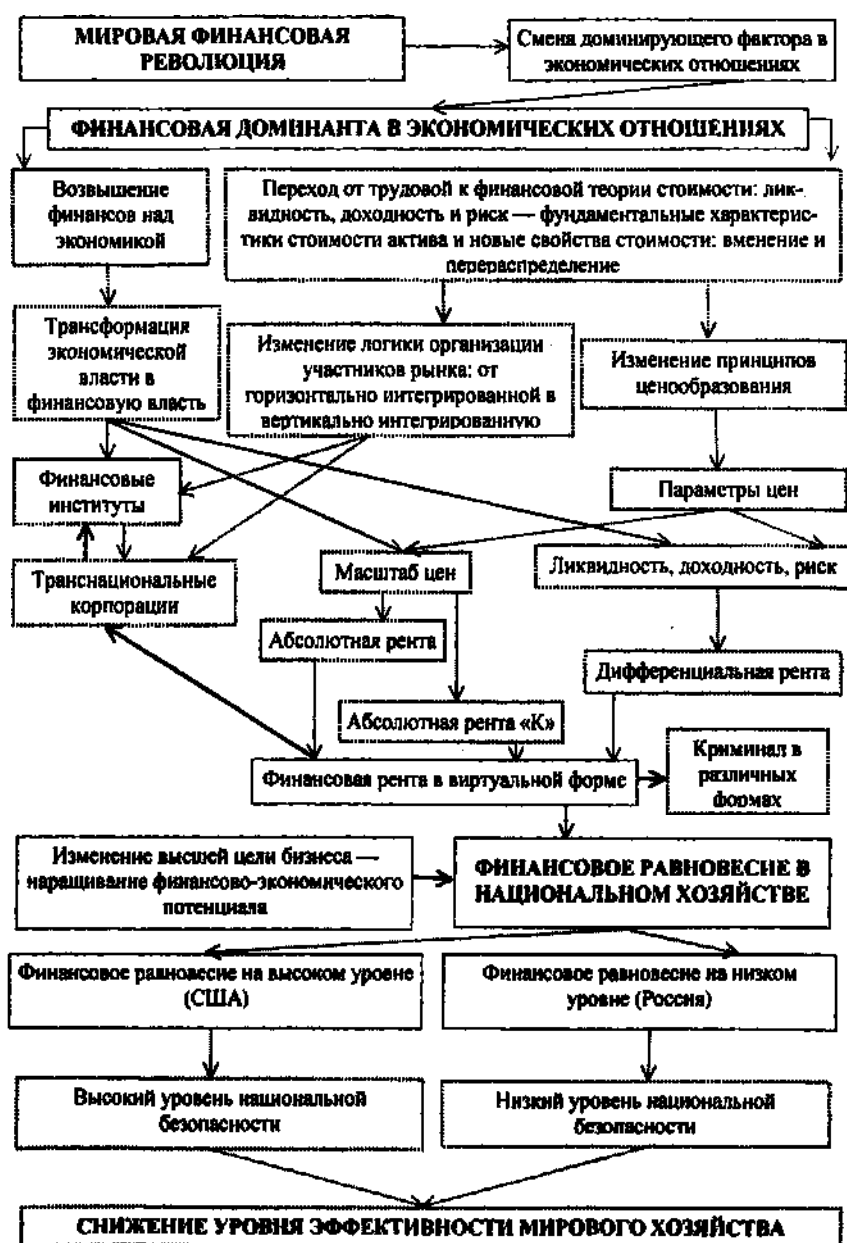 МИРОВАЯ ФИНАНСОВАЯ
РЕВОЛЮЦИЯ
Смена доминирующего фактора в
экономических отношениях
ФИНАНСОВАЯ ДОМИНАНТА В ЭКОНОМИЧЕСКИХ ОТНОШЕНИЯХ
Возвышение
финансов над
экономикой
Переход от трудовой к финансовой теории стоимости: лик-
видность, доходность и риск — фундаментальные характерис-
тики стоимости актива и новые свойства стоимости: вменение и
перераспределение
Трансформация
экономической
власти в
финансовую власть
Изменение логики организации
участников рынка: от
горизонтально интегрированной в
вертикально интегрированную
Изменение принципов
ценообразования
Финансовые
институты
Параметры цен
Транснациональные
корпорации
Масштаб цен
Ликвидность, доходность, риск
Абсолютная рента
Дифференциальная рента
Абсолютная рента «К»
Финансовая рента в виртуальной форме
Криминал в
различных
формах
Изменение высшей цели бизнеса —
наращивание финансово-экономического
потенциала
ФИНАНСОВОЕ РАВНОВЕСИЕ В
НАЦИОНАЛЬНОМ ХОЗЯЙСТВЕ
Финансовое равновесие на высоком уровне
(США)
Финансовое равновесие на низком
уровне (Россия)
Высокий уровень национальной
безопасности
Низкий уровень национальной
безопасности
СНИЖЕНИЕ УРОВНЯ ЭФФЕКТИВНОСТИ МИРОВОГО ХОЗЯЙСТВА